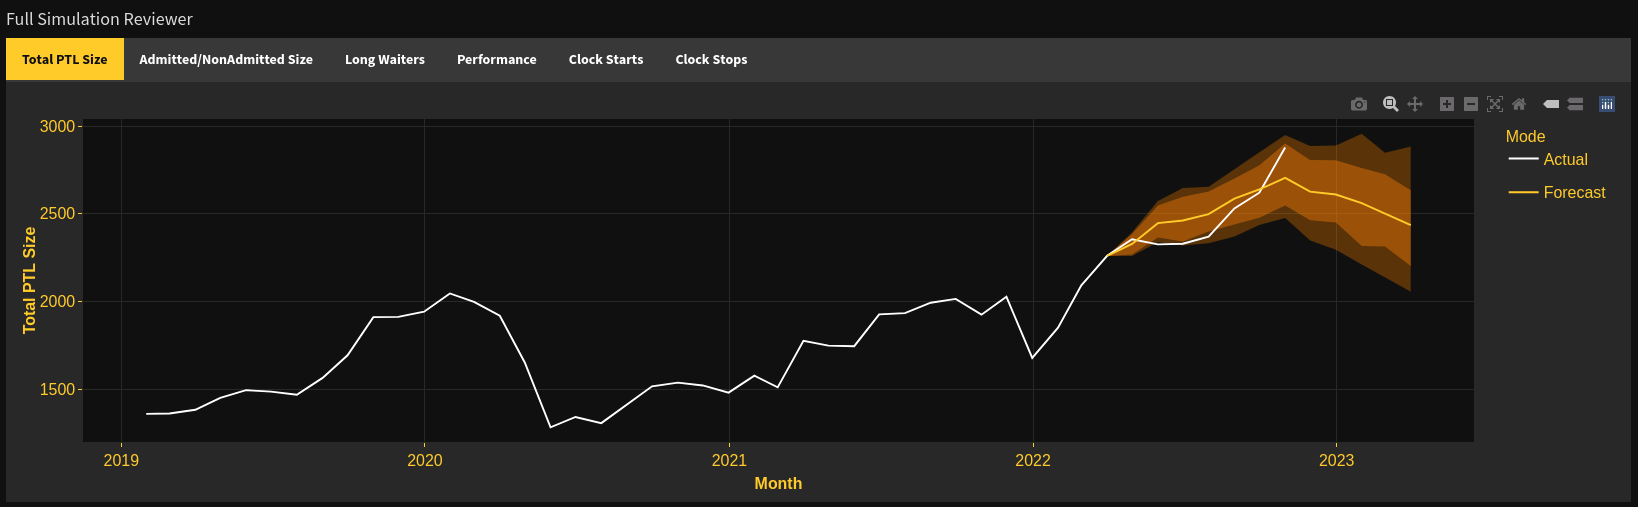 Full Simulation Reviewer
Total PTL Size Admitted/NonAdmitted Size Long Waiters Performance Clock Starts Clock Stops
3000
2500
2000
1500
Total PTL Size
2019 2020 2021 2022 2023
Month
Mode
Actual
Forecast